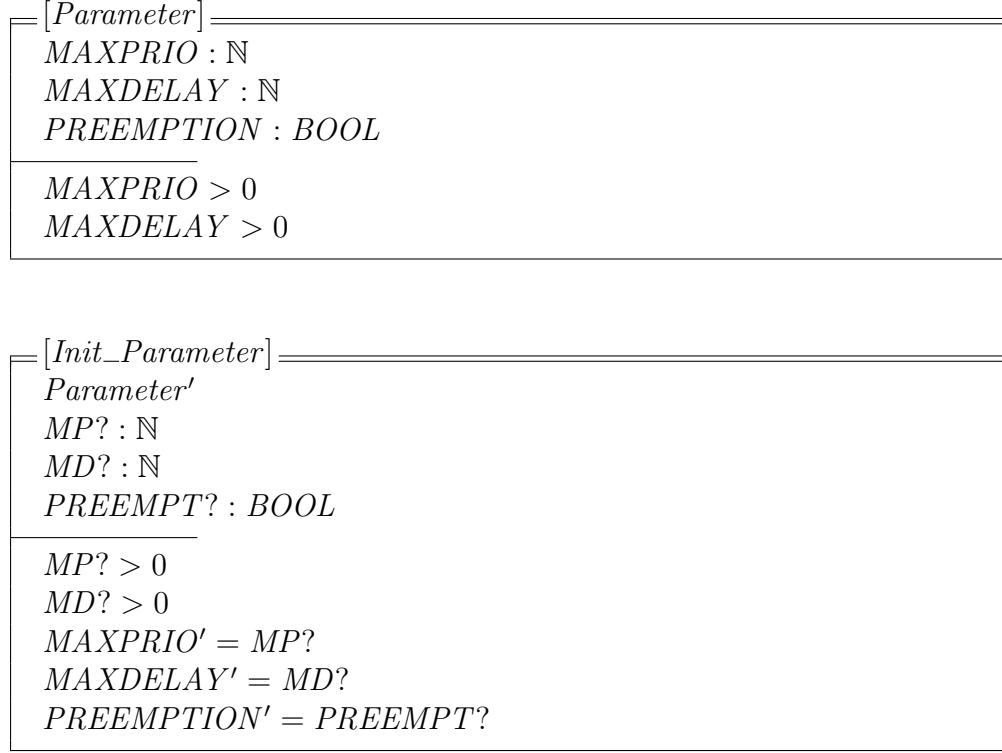 [Parameter]
MAXPRIO : ℕ
MAXDELAY : ℕ
PREEMPTION : BOOL
MAXPRIO > 0
MAXDELAY > 0
[Init_Parameter]
Parameter′
MP? : ℕ
MD? : ℕ
PREEMPT? : BOOL
MP? > 0
MD? > 0
MAXPRIO′ = MP?
MAXDELAY′ = MD?
PREEMPTION′ = PREEMPT?